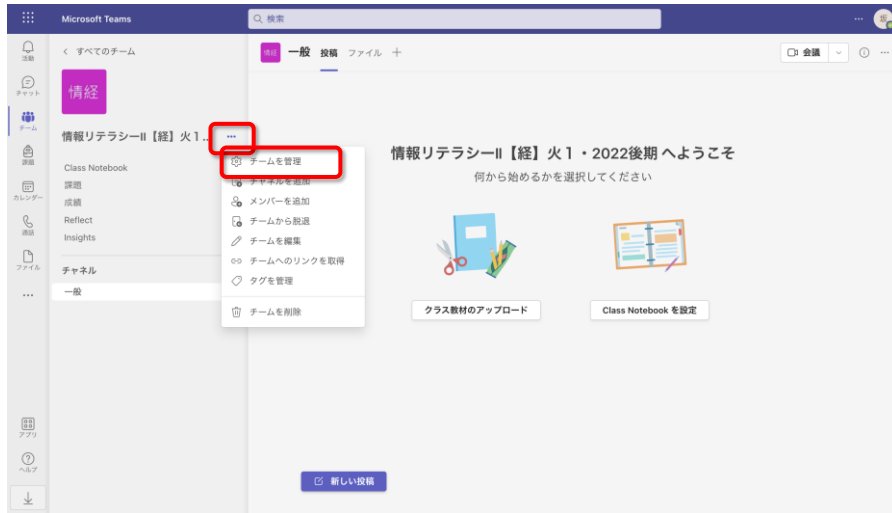 Microsoft Teams
検索
坂
活動
チャット
チーム
課題
カレンダー
通話
ファイル
アプリ
ヘルプ
すべてのチーム
情経
情報リテラシーII【経】火1...
Class Notebook
課題
成績
Reflect
Insights
チャネル
一般
チームを管理
チャネルを追加
メンバーを追加
チームから脱退
チームを編集
チームへのリンクを取得
タグを管理
チームを削除
情経 一般 投稿 ファイル
会議
情報リテラシーII【経】火1・2022後期 へようこそ
何から始めるかを選択してください
クラス教材のアップロード
Class Notebook を設定
新しい投稿